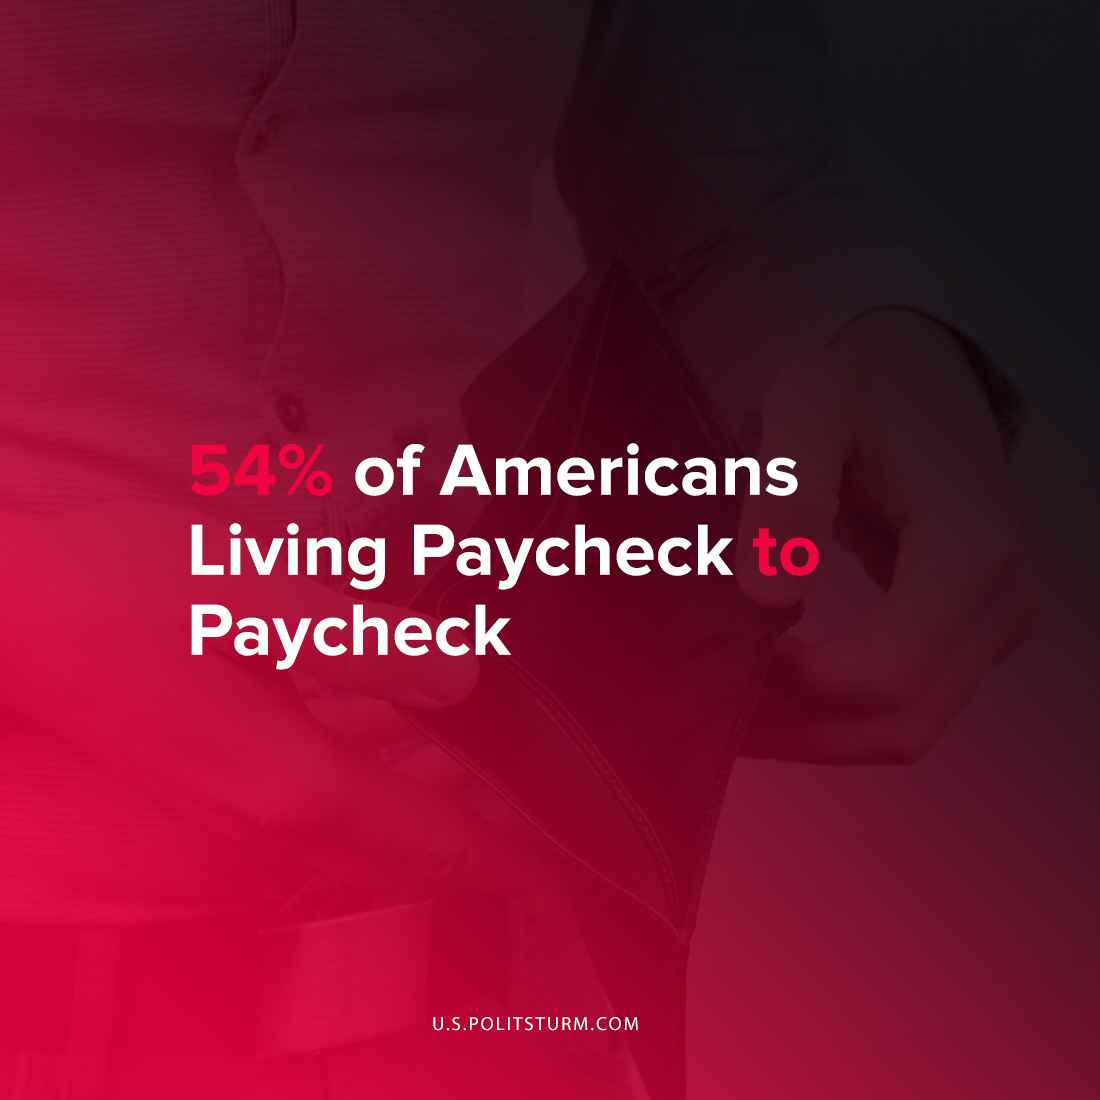 54% of Americans
Living Paycheck to
Paycheck
U.S.POLITSTURM.COM